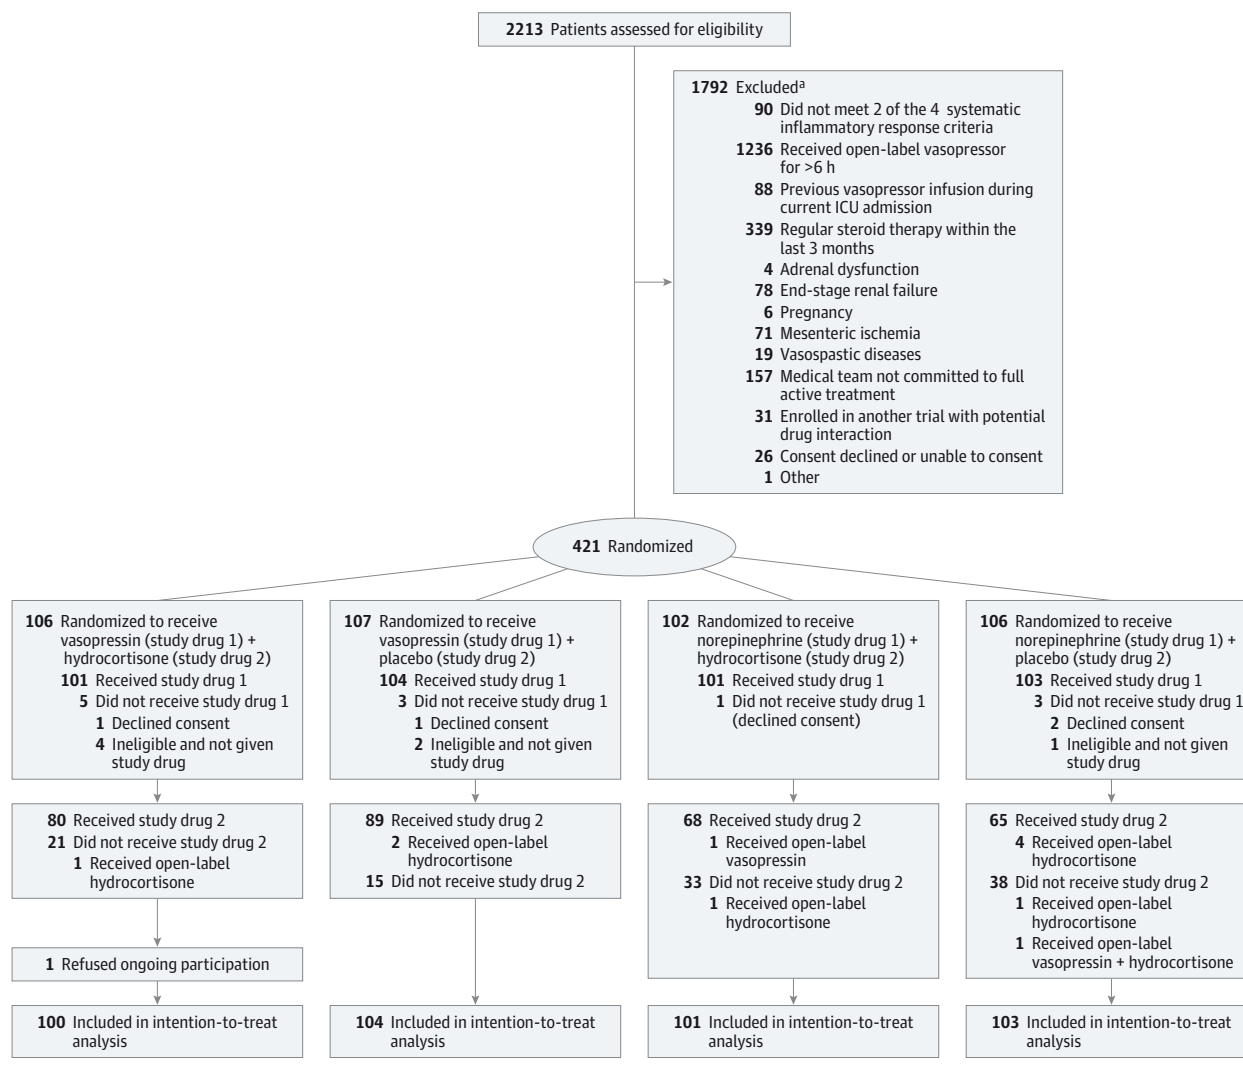 2213 Patients assessed for eligibility
1792 Excludedᵃ
90 Did not meet 2 of the 4 systematic
inflammatory response criteria
1236 Received open-label vasopressor
for >6 h
88 Previous vasopressor infusion during
current ICU admission
339 Regular steroid therapy within the
last 3 months
4 Adrenal dysfunction
78 End-stage renal failure
6 Pregnancy
71 Mesenteric ischemia
19 Vasospastic diseases
157 Medical team not committed to full
active treatment
31 Enrolled in another trial with potential
drug interaction
26 Consent declined or unable to consent
1 Other
421 Randomized
106 Randomized to receive
vasopressin (study drug 1) +
hydrocortisone (study drug 2)
101 Received study drug 1
5 Did not receive study drug 1
1 Declined consent
4 Ineligible and not given
study drug
107 Randomized to receive
vasopressin (study drug 1) +
placebo (study drug 2)
104 Received study drug 1
3 Did not receive study drug 1
1 Declined consent
2 Ineligible and not given
study drug
102 Randomized to receive
norepinephrine (study drug 1) +
hydrocortisone (study drug 2)
101 Received study drug 1
1 Did not receive study drug 1
(declined consent)
106 Randomized to receive
norepinephrine (study drug 1) +
placebo (study drug 2)
103 Received study drug 1
3 Did not receive study drug 1
2 Declined consent
1 Ineligible and not given
study drug
80 Received study drug 2
21 Did not receive study drug 2
1 Received open-label
hydrocortisone
89 Received study drug 2
2 Received open-label
hydrocortisone
15 Did not receive study drug 2
68 Received study drug 2
1 Received open-label
vasopressin
33 Did not receive study drug 2
1 Received open-label
hydrocortisone
65 Received study drug 2
4 Received open-label
hydrocortisone
38 Did not receive study drug 2
1 Received open-label
hydrocortisone
1 Received open-label
vasopressin + hydrocortisone
1 Refused ongoing participation
100 Included in intention-to-treat
analysis
104 Included in intention-to-treat
analysis
101 Included in intention-to-treat
analysis
103 Included in intention-to-treat
analysis